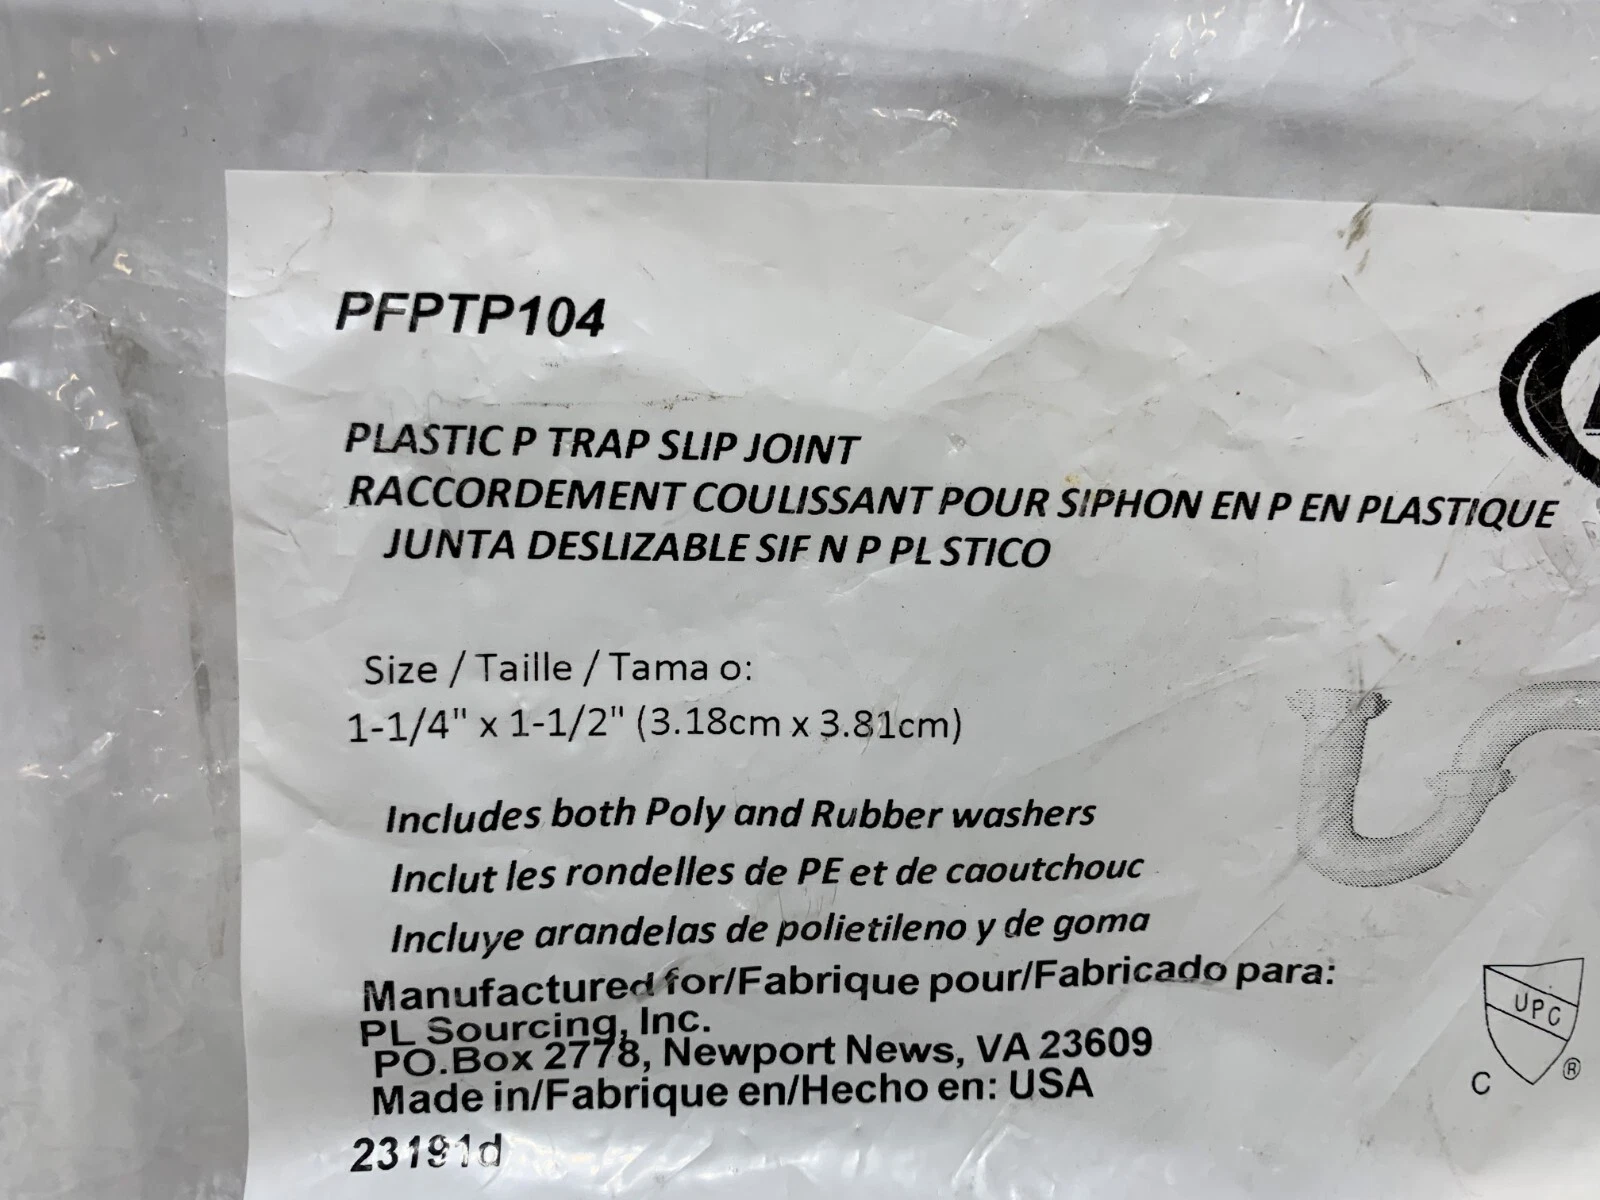 PFPTP104
PLASTIC P TRAP SLIP JOINT
RACCORDEMENT COULISSANT POUR SIPHON EN P EN PLASTIQUE
JUNTA DESLIZABLE SIF N P PL STICO
Size / Taille / Tama o:
1-1/4" x 1-1/2" (3.18cm x 3.81cm)
Includes both Poly and Rubber washers
Inclut les rondelles de PE et de caoutchouc
Incluye arandelas de polietileno y de goma
Manufactured for/Fabrique pour/Fabricado para:
PL Sourcing, Inc.
PO.Box 2778, Newport News, VA 23609
Made in/Fabrique en/Hecho en: USA
23191d
UPC
C ®